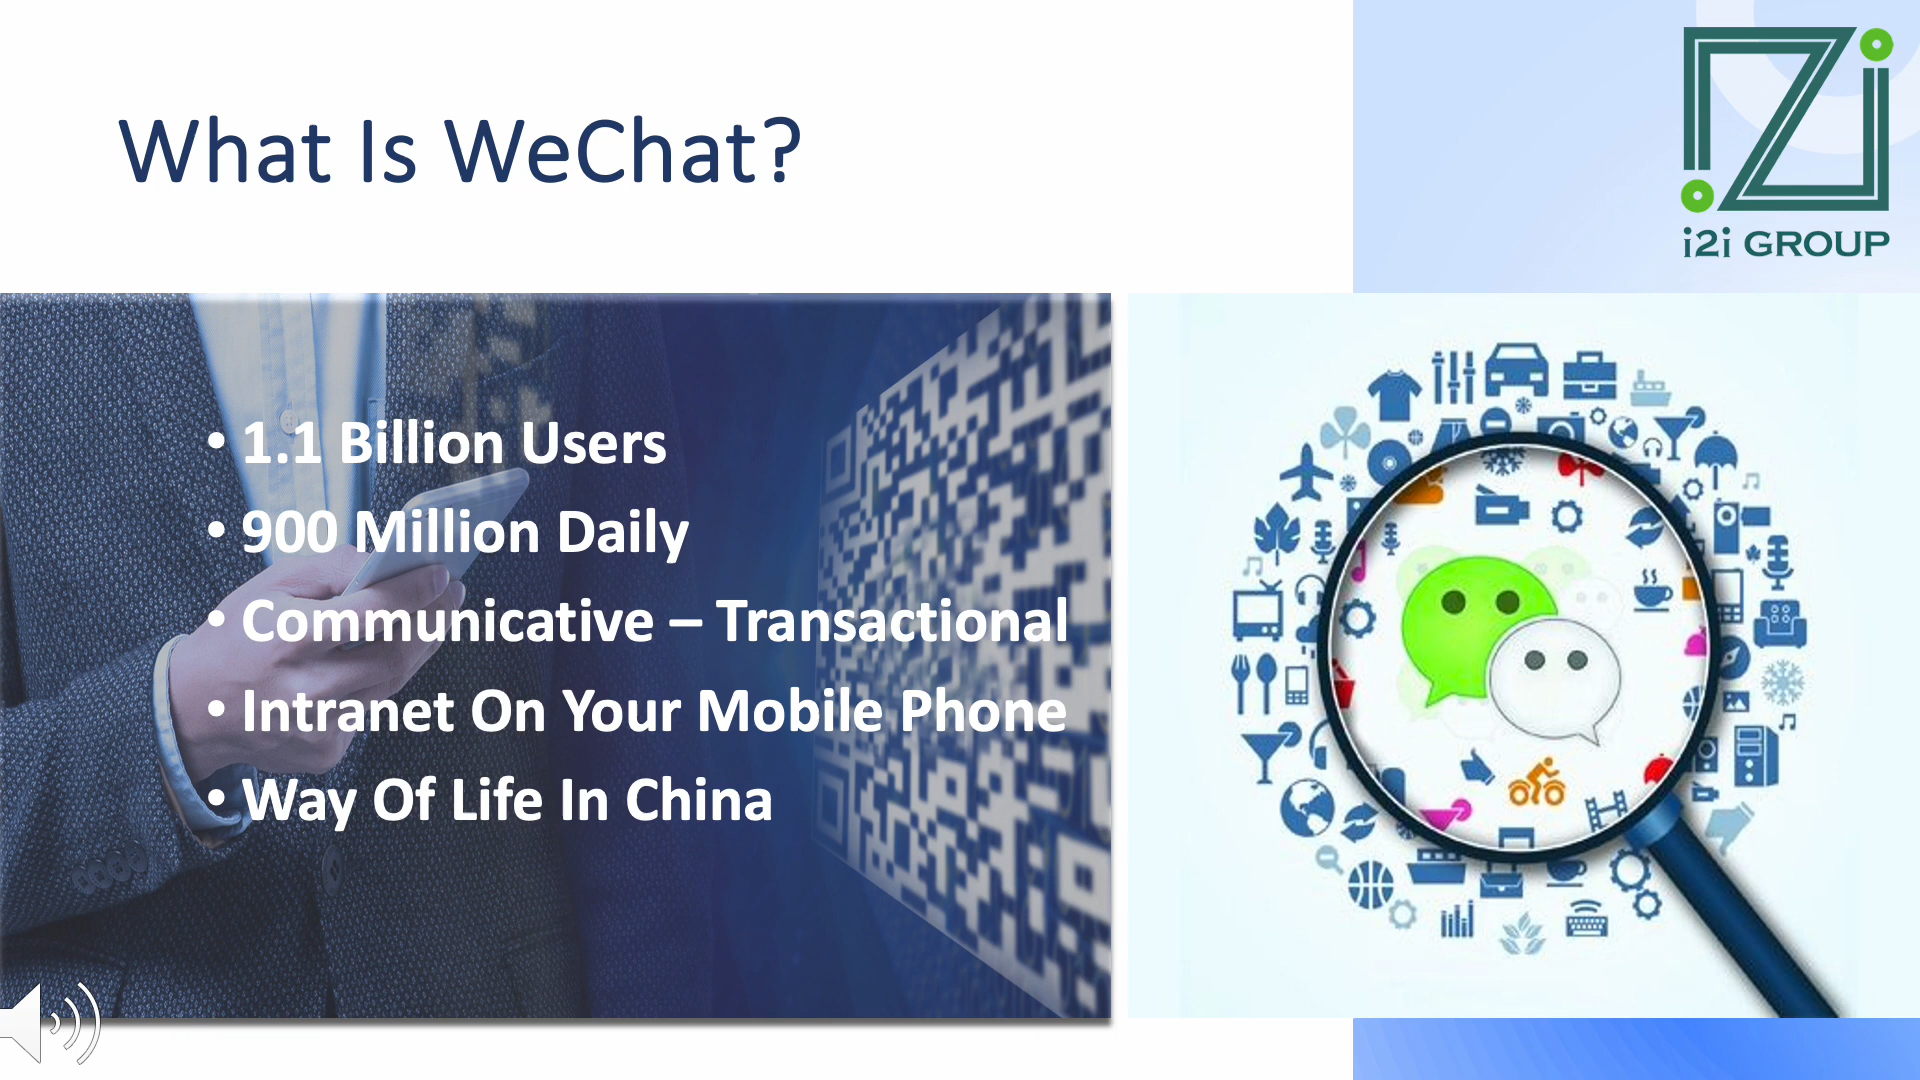 What Is WeChat?
i2i GROUP
• 1.1 Billion Users
• 900 Million Daily
• Communicative – Transactional
• Intranet On Your Mobile Phone
• Way Of Life In China